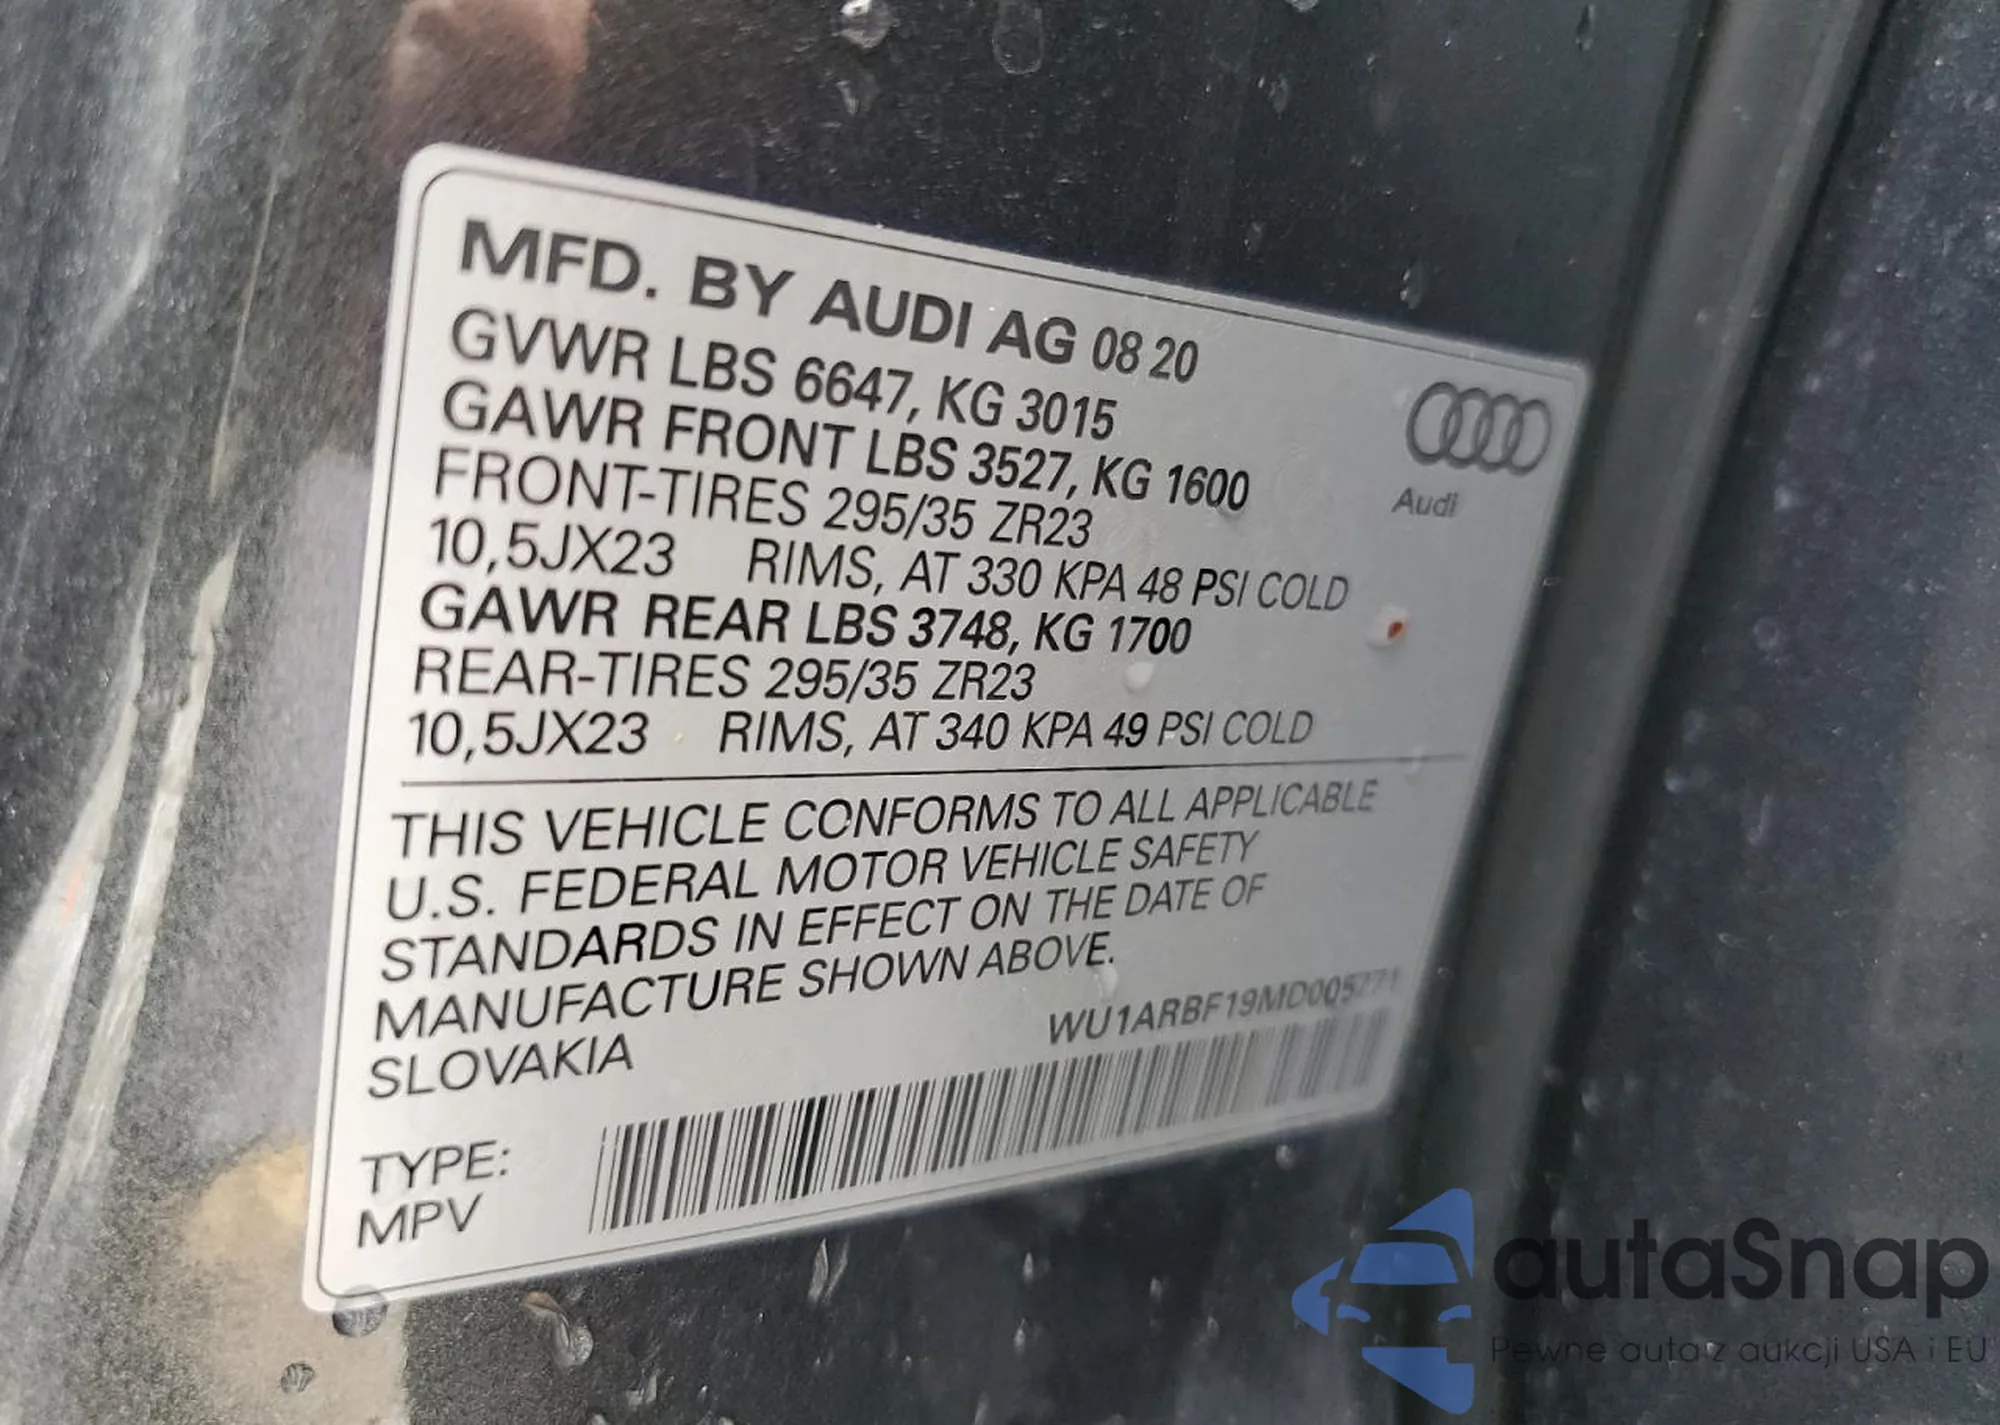 MFD. BY AUDI AG 08 20
GVWR LBS 6647, KG 3015
GAWR FRONT LBS 3527, KG 1600
FRONT-TIRES 295/35 ZR23
10,5JX23 RIMS, AT 330 KPA 48 PSI COLD
GAWR REAR LBS 3748, KG 1700
REAR-TIRES 295/35 ZR23
10,5JX23 RIMS, AT 340 KPA 49 PSI COLD
Audi
THIS VEHICLE CONFORMS TO ALL APPLICABLE
U.S. FEDERAL MOTOR VEHICLE SAFETY
STANDARDS IN EFFECT ON THE DATE OF
MANUFACTURE SHOWN ABOVE.
SLOVAKIA
WU1ARBF19MD005771
TYPE:
MPV
autaSnap
Pewne auta z aukcji USA i EU